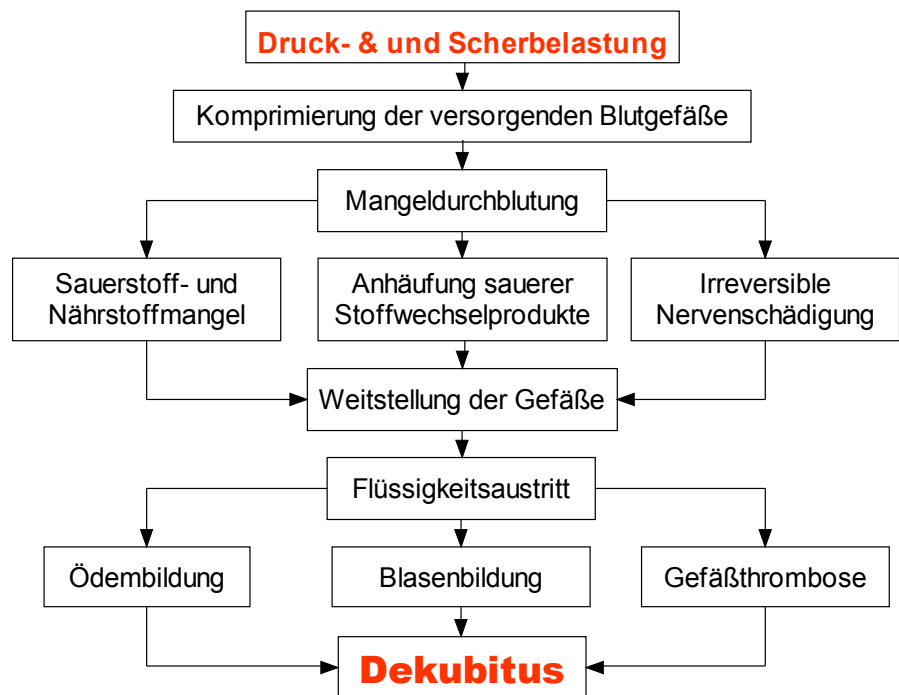 Druck- & und Scherbelastung
Komprimierung der versorgenden Blutgefäße
Mangeldurchblutung
Sauerstoff- und
Nährstoffmangel
Anhäufung sauerer
Stoffwechselprodukte
Irreversible
Nervenschädigung
Weitstellung der Gefäße
Flüssigkeitsaustritt
Ödembildung
Blasenbildung
Gefäßthrombose
Dekubitus